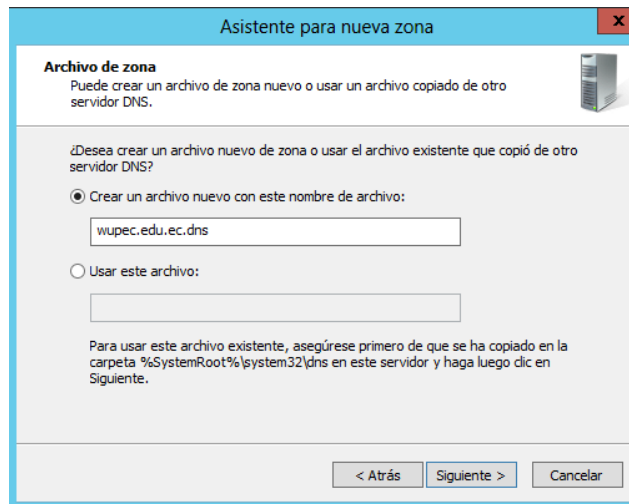 Asistente para nueva zona
x
Archivo de zona
Puede crear un archivo de zona nuevo o usar un archivo copiado de otro
servidor DNS.
¿Desea crear un archivo nuevo de zona o usar el archivo existente que copió de otro
servidor DNS?
Crear un archivo nuevo con este nombre de archivo:
wupec.edu.ec.dns
Usar este archivo:
Para usar este archivo existente, asegúrese primero de que se ha copiado en la
carpeta %SystemRoot%\system32\dns en este servidor y haga luego clic en
Siguiente.
< Atrás Siguiente > Cancelar